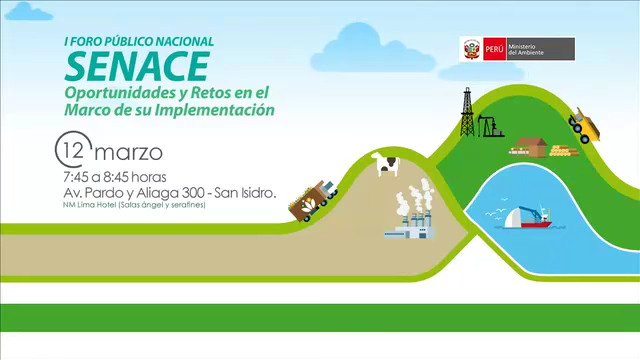 I FORO PÚBLICO NACIONAL
SENACE
Oportunidades y Retos en el
Marco de su Implementación
12 marzo
7:45 a 8:45 horas
Av. Pardo y Aliaga 300 - San Isidro.
NM Lima Hotel (Salas ángel y serafines)
PERÚ
Ministerio
del Ambiente